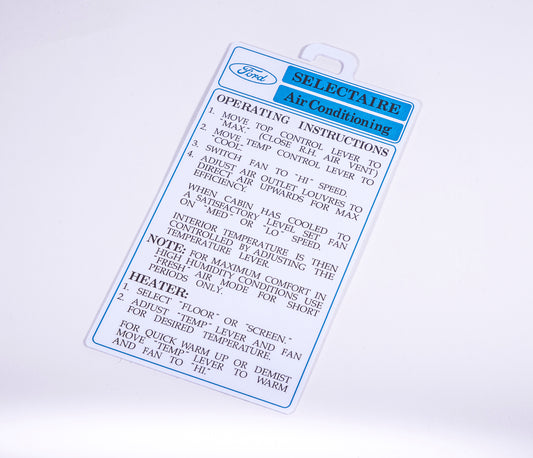 Ford
SELECTAIRE
Air Conditioning
OPERATING INSTRUCTIONS
1. MOVE TOP CONTROL LEVER TO
"MAX." (CLOSE R.H. AIR VENT)
2. MOVE TEMP CONTROL LEVER TO
"COOL."
3. SWITCH FAN TO "HI" SPEED.
4. ADJUST AIR OUTLET LOUVRES TO
DIRECT AIR UPWARDS FOR MAX
EFFICIENCY.
WHEN CABIN HAS COOLED TO
A SATISFACTORY LEVEL SET FAN
ON "MED" OR "LO" SPEED.
INTERIOR TEMPERATURE IS THEN
CONTROLLED BY ADJUSTING THE
TEMPERATURE LEVER.
NOTE: FOR MAXIMUM COMFORT IN
HIGH HUMIDITY CONDITIONS USE
"FRESH" AIR MODE FOR SHORT
PERIODS ONLY.
HEATER:
1. SELECT "FLOOR" OR "SCREEN."
2. ADJUST "TEMP" LEVER AND FAN
FOR DESIRED TEMPERATURE.
FOR QUICK WARM UP OR DEMIST
MOVE "TEMP" LEVER TO WARM
AND FAN TO "HI."